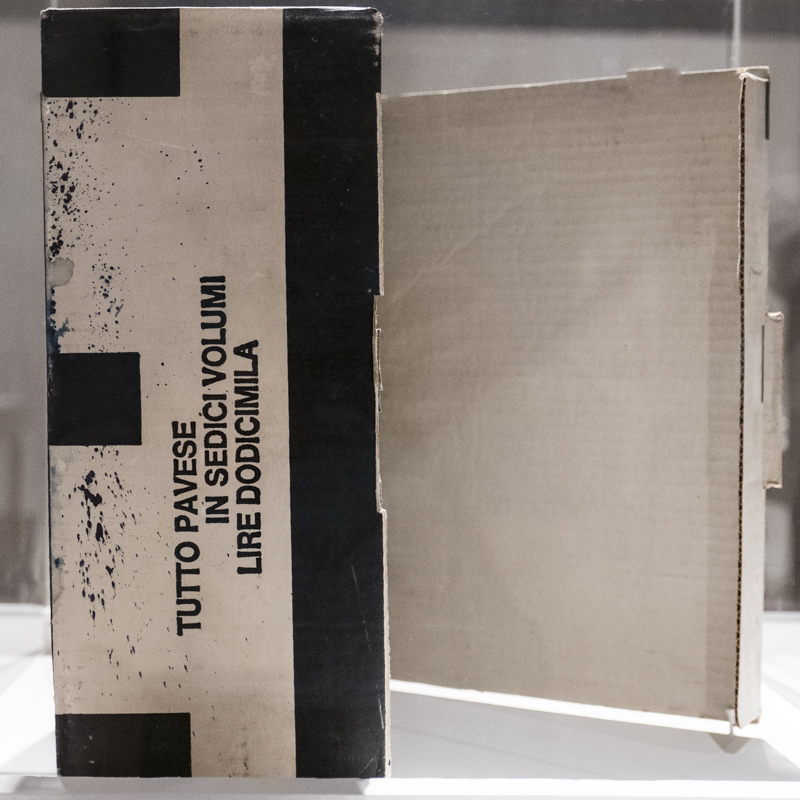 TUTTO PAVESE
IN SEDICI VOLUMI
LIRE DODICIMILA